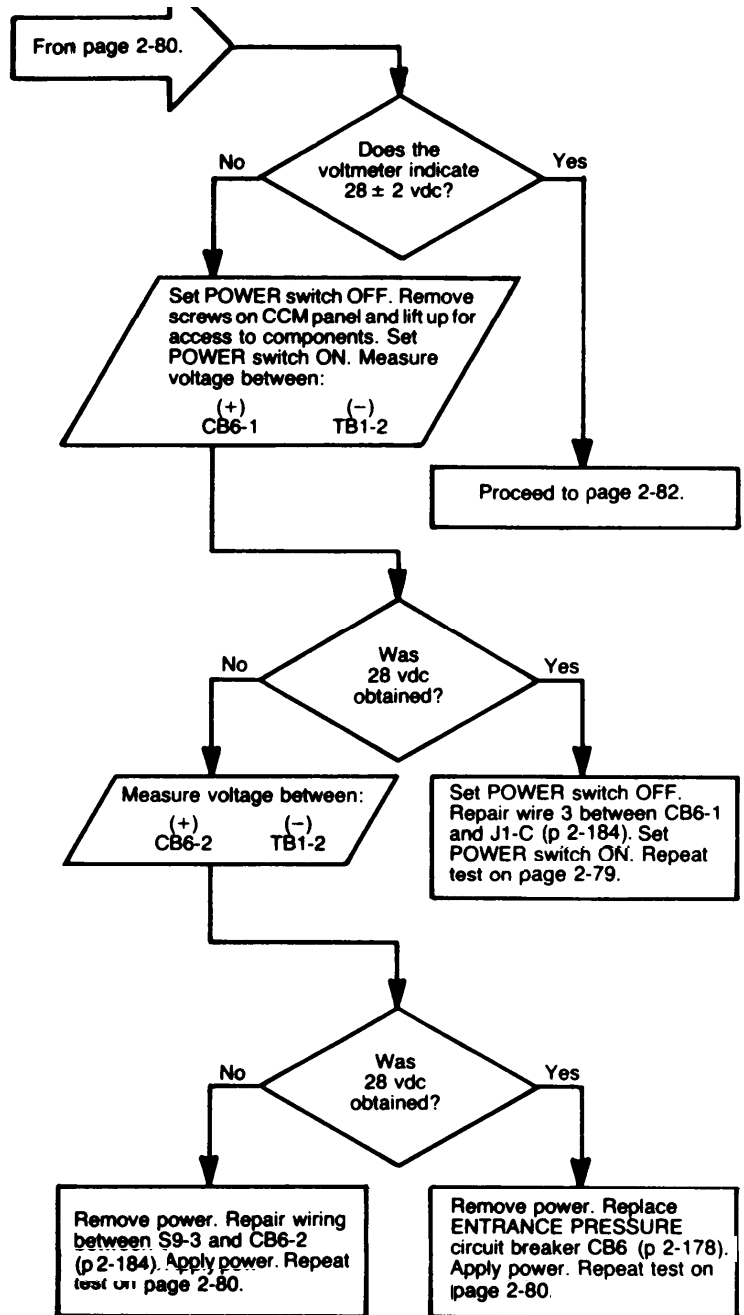 From page 2-80.
Does the
voltmeter indicate
28 ± 2 vdc?
No
Yes
Set POWER switch OFF. Remove
screws on CCM panel and lift up for
access to components. Set
POWER switch ON. Measure
voltage between:
(+) (−)
CB6-1 TB1-2
Proceed to page 2-82.
Was
28 vdc
obtained?
No
Yes
Measure voltage between:
(+) (−)
CB6-2 TB1-2
Set POWER switch OFF.
Repair wire 3 between CB6-1
and J1-C (p 2-184). Set
POWER switch ON. Repeat
test on page 2-79.
Was
28 vdc
obtained?
No
Yes
Remove power. Repair wiring
between S9-3 and CB6-2
(p 2-184). Apply power. Repeat
test on page 2-80.
Remove power. Replace
ENTRANCE PRESSURE
circuit breaker CB6 (p 2-178).
Apply power. Repeat test on
page 2-80.